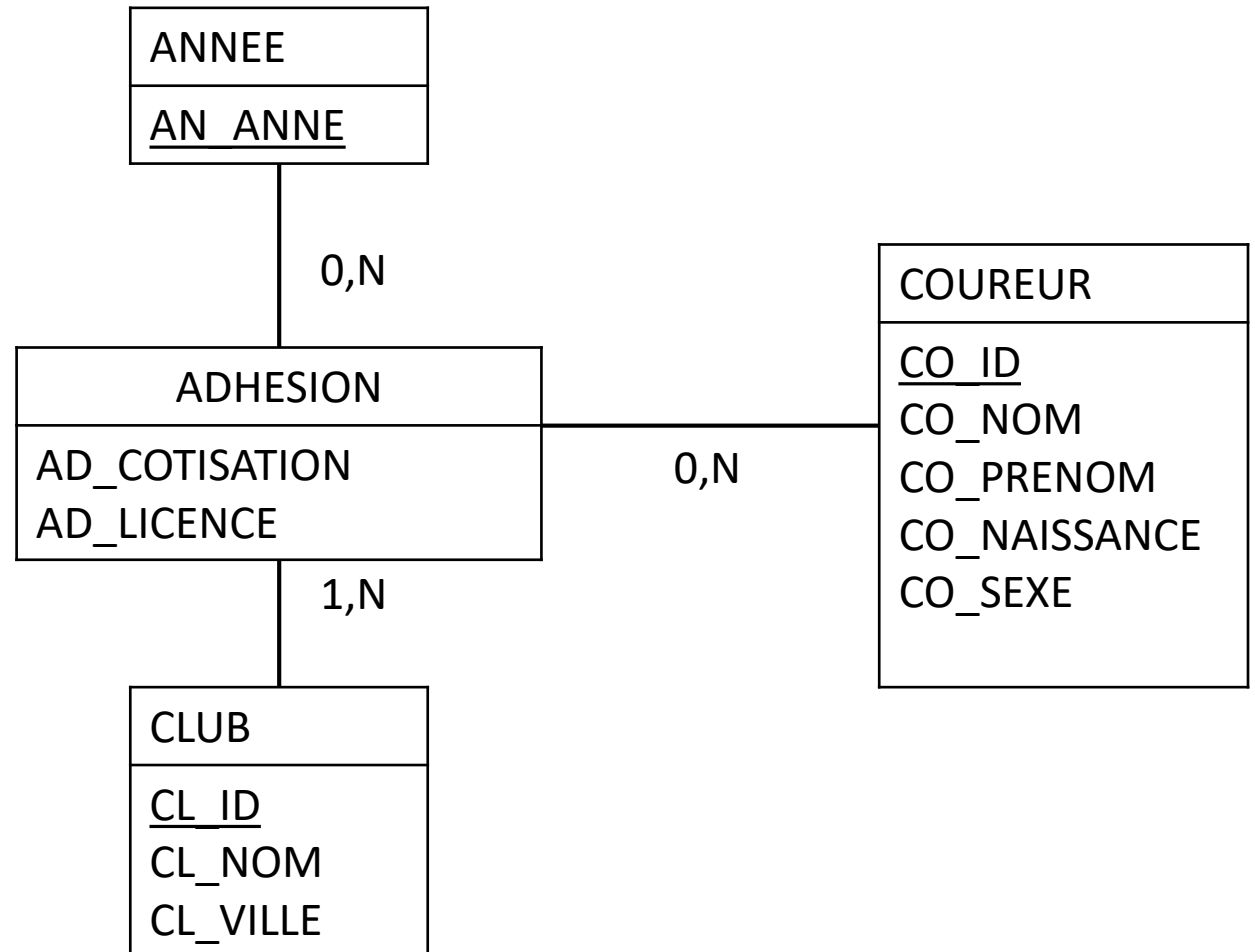 ANNEE
AN_ANNE
0,N
COUREUR
CO_ID
CO_NOM
CO_PRENOM
CO_NAISSANCE
CO_SEXE
ADHESION
AD_COTISATION
AD_LICENCE
0,N
1,N
CLUB
CL_ID
CL_NOM
CL_VILLE